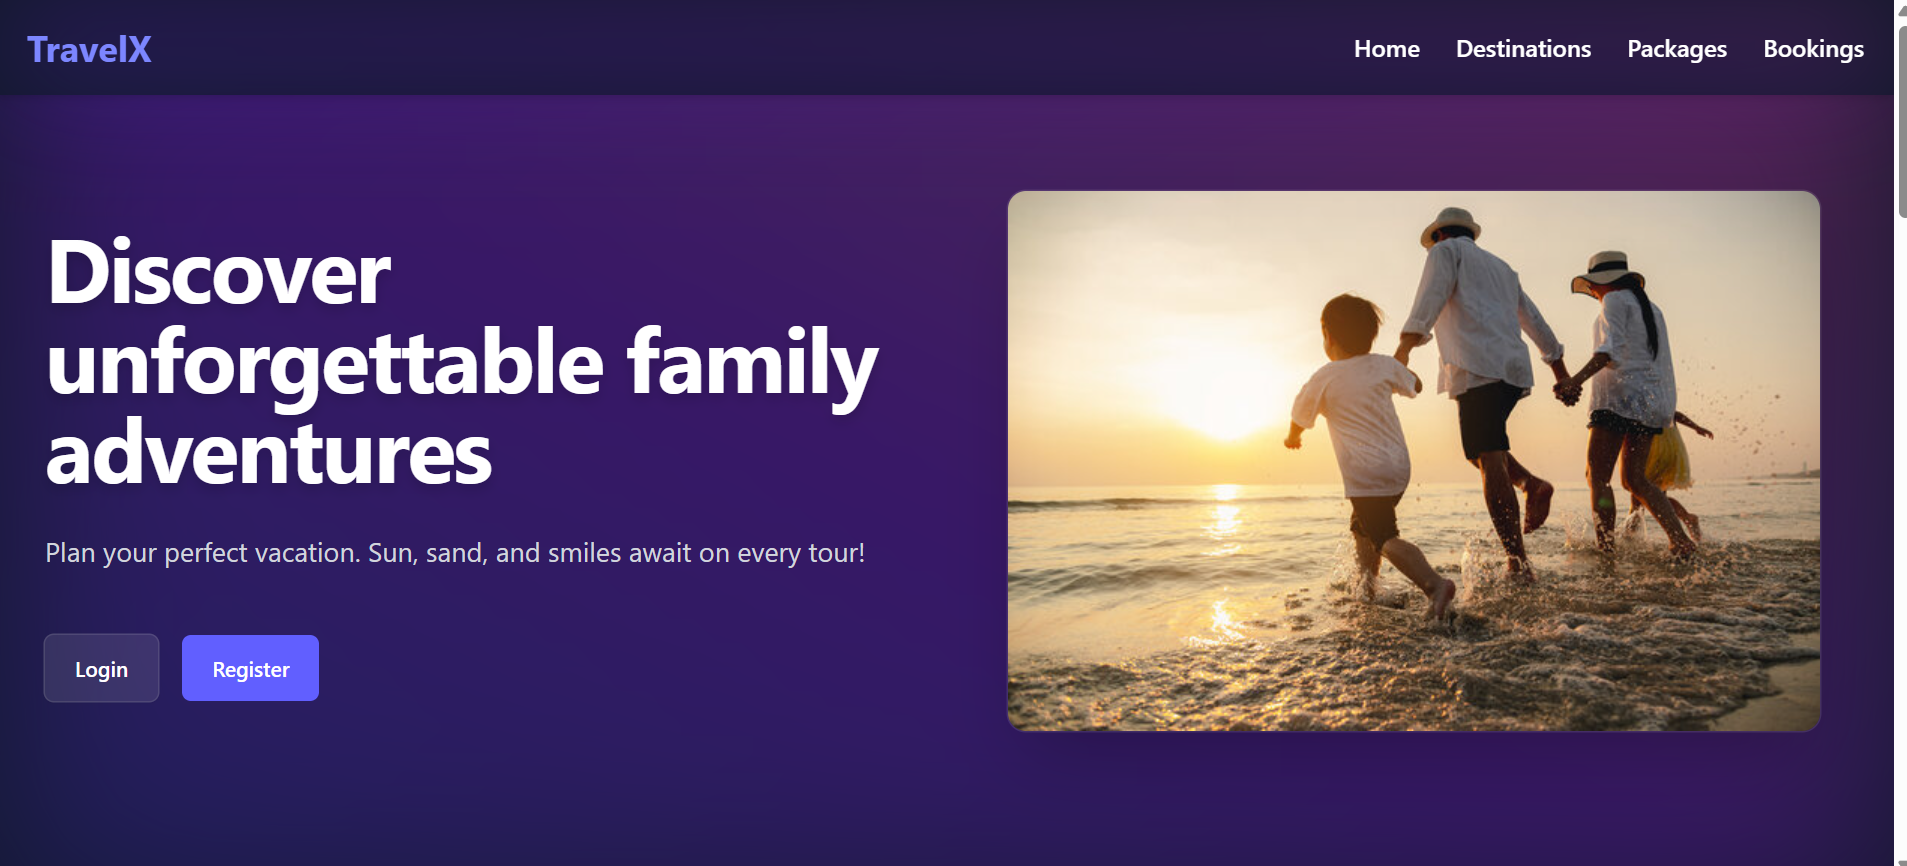 TravelX
Home
Destinations
Packages
Bookings
Discover
unforgettable family
adventures
Plan your perfect vacation. Sun, sand, and smiles await on every tour!
Login
Register